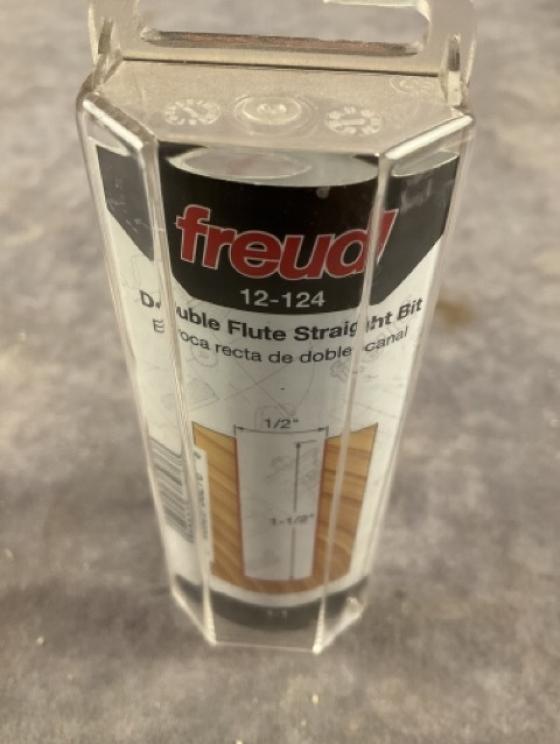 freud
12-124
Double Flute Straight Bit
Broca recta de doble canal
1/2"
1-1/2"